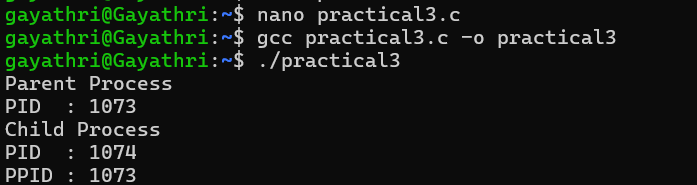 gayathri@Gayathri:~$ nano practical3.c
gayathri@Gayathri:~$ gcc practical3.c -o practical3
gayathri@Gayathri:~$ ./practical3
Parent Process
PID  : 1073
Child Process
PID  : 1074
PPID : 1073